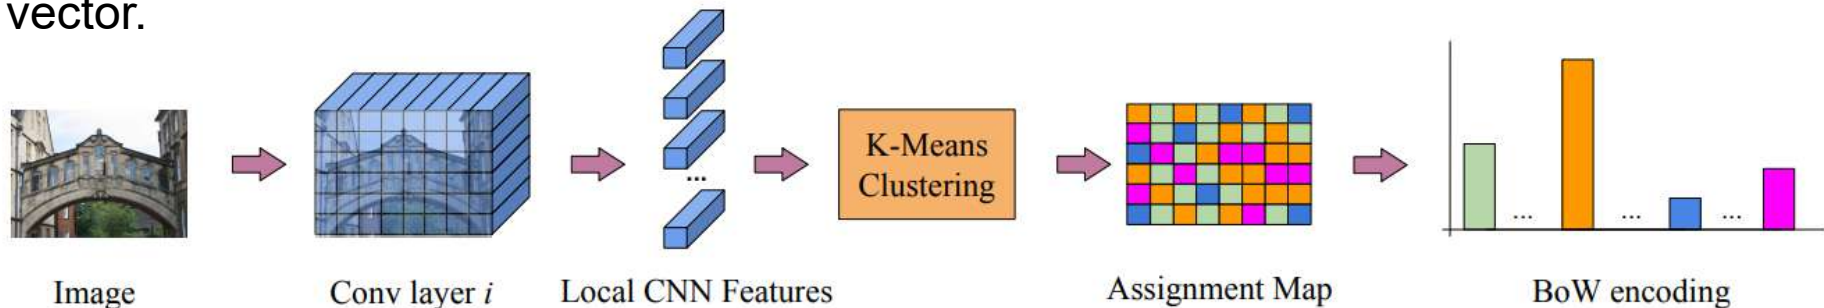 vector.
...
K-Means
Clustering
... ... ...
Image
Conv layer i
Local CNN Features
Assignment Map
BoW encoding